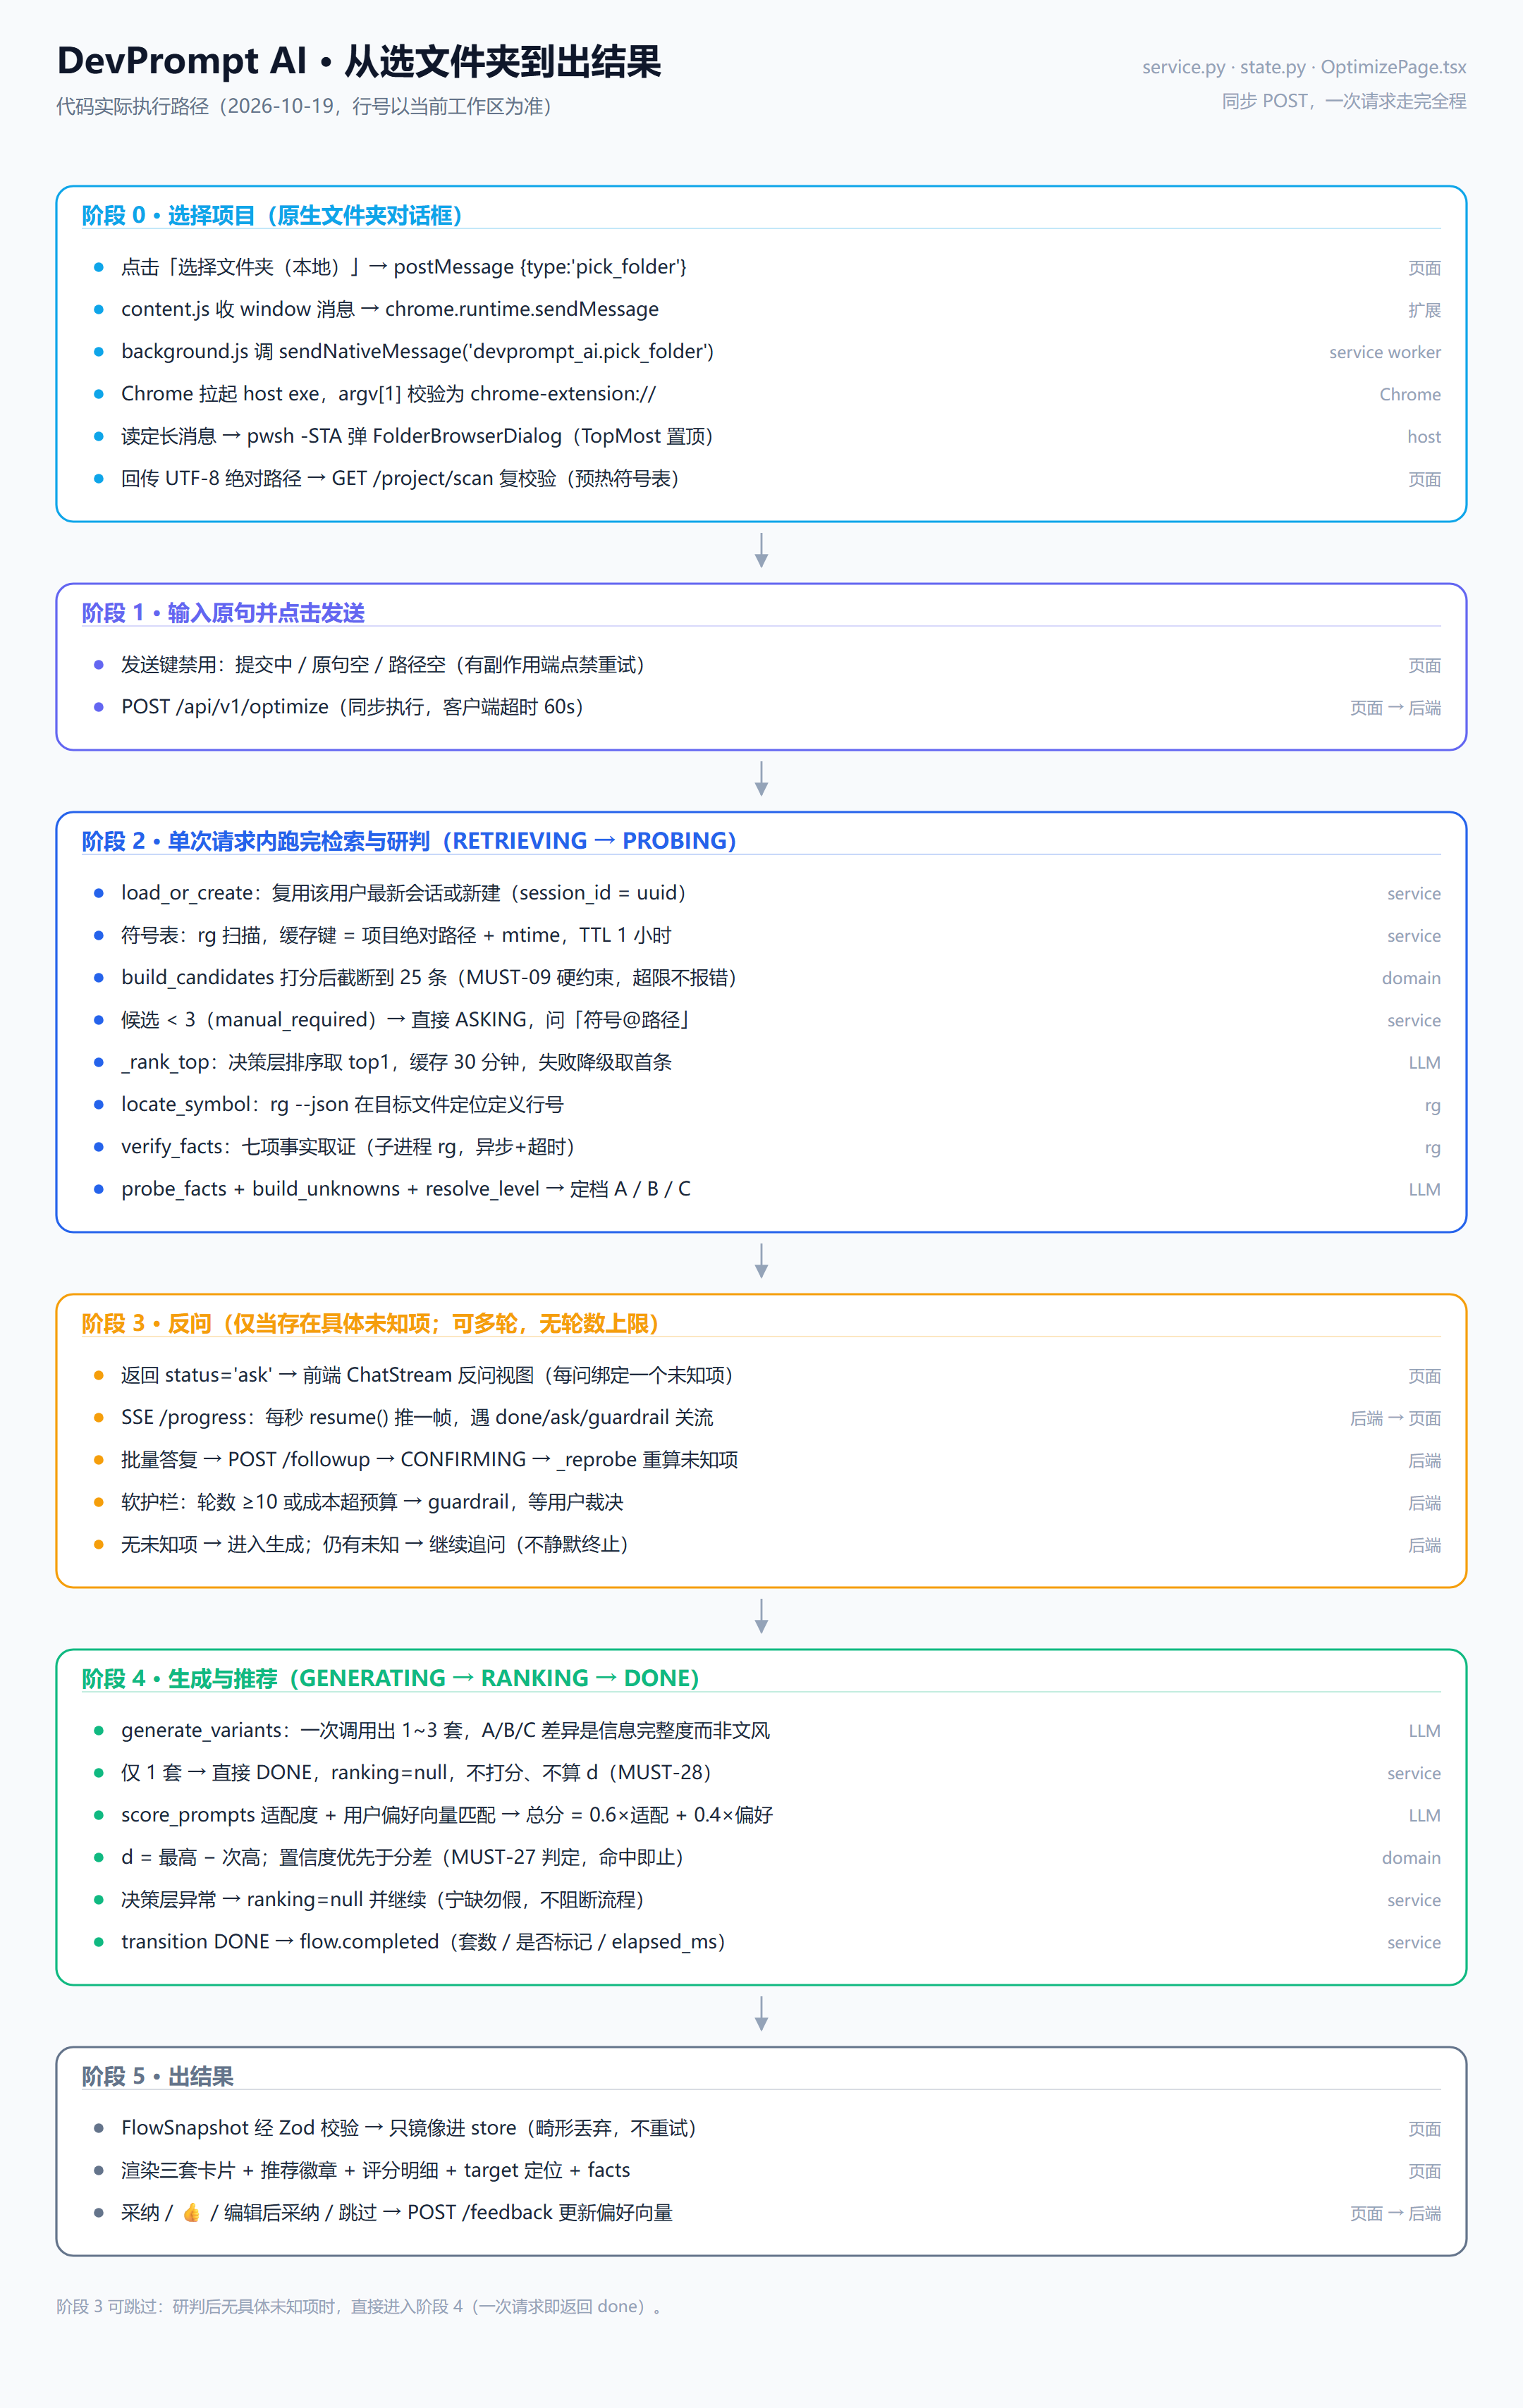 DevPrompt AI • 从选文件夹到出结果
service.py · state.py · OptimizePage.tsx
代码实际执行路径（2026-10-19，行号以当前工作区为准）
同步 POST，一次请求走完全程
阶段 0 • 选择项目（原生文件夹对话框）
点击「选择文件夹（本地）」→ postMessage {type:'pick_folder'} 页面
content.js 收 window 消息 → chrome.runtime.sendMessage 扩展
background.js 调 sendNativeMessage('devprompt_ai.pick_folder') service worker
Chrome 拉起 host exe，argv[1] 校验为 chrome-extension:// Chrome
读定长消息 → pwsh -STA 弹 FolderBrowserDialog（TopMost 置顶） host
回传 UTF-8 绝对路径 → GET /project/scan 复校验（预热符号表） 页面
阶段 1 • 输入原句并点击发送
发送键禁用：提交中 / 原句空 / 路径空（有副作用端点禁重试） 页面
POST /api/v1/optimize（同步执行，客户端超时 60s） 页面 → 后端
阶段 2 • 单次请求内跑完检索与研判（RETRIEVING → PROBING）
load_or_create：复用该用户最新会话或新建（session_id = uuid） service
符号表：rg 扫描，缓存键 = 项目绝对路径 + mtime，TTL 1 小时 service
build_candidates 打分后截断到 25 条（MUST-09 硬约束，超限不报错） domain
候选 < 3（manual_required）→ 直接 ASKING，问「符号@路径」 service
_rank_top：决策层排序取 top1，缓存 30 分钟，失败降级取首条 LLM
locate_symbol：rg --json 在目标文件定位定义行号 rg
verify_facts：七项事实取证（子进程 rg，异步+超时） rg
probe_facts + build_unknowns + resolve_level → 定档 A / B / C LLM
阶段 3 • 反问（仅当存在具体未知项；可多轮，无轮数上限）
返回 status='ask' → 前端 ChatStream 反问视图（每问绑定一个未知项） 页面
SSE /progress：每秒 resume() 推一帧，遇 done/ask/guardrail 关流 后端 → 页面
批量答复 → POST /followup → CONFIRMING → _reprobe 重算未知项 后端
软护栏：轮数 ≥10 或成本超预算 → guardrail，等用户裁决 后端
无未知项 → 进入生成；仍有未知 → 继续追问（不静默终止） 后端
阶段 4 • 生成与推荐（GENERATING → RANKING → DONE）
generate_variants：一次调用出 1~3 套，A/B/C 差异是信息完整度而非文风 LLM
仅 1 套 → 直接 DONE，ranking=null，不打分、不算 d（MUST-28） service
score_prompts 适配度 + 用户偏好向量匹配 → 总分 = 0.6×适配 + 0.4×偏好 LLM
d = 最高 − 次高；置信度优先于分差（MUST-27 判定，命中即止） domain
决策层异常 → ranking=null 并继续（宁缺勿假，不阻断流程） service
transition DONE → flow.completed（套数 / 是否标记 / elapsed_ms） service
阶段 5 • 出结果
FlowSnapshot 经 Zod 校验 → 只镜像进 store（畸形丢弃，不重试） 页面
渲染三套卡片 + 推荐徽章 + 评分明细 + target 定位 + facts 页面
采纳 / 👍 / 编辑后采纳 / 跳过 → POST /feedback 更新偏好向量 页面 → 后端
阶段 3 可跳过：研判后无具体未知项时，直接进入阶段 4（一次请求即返回 done）。